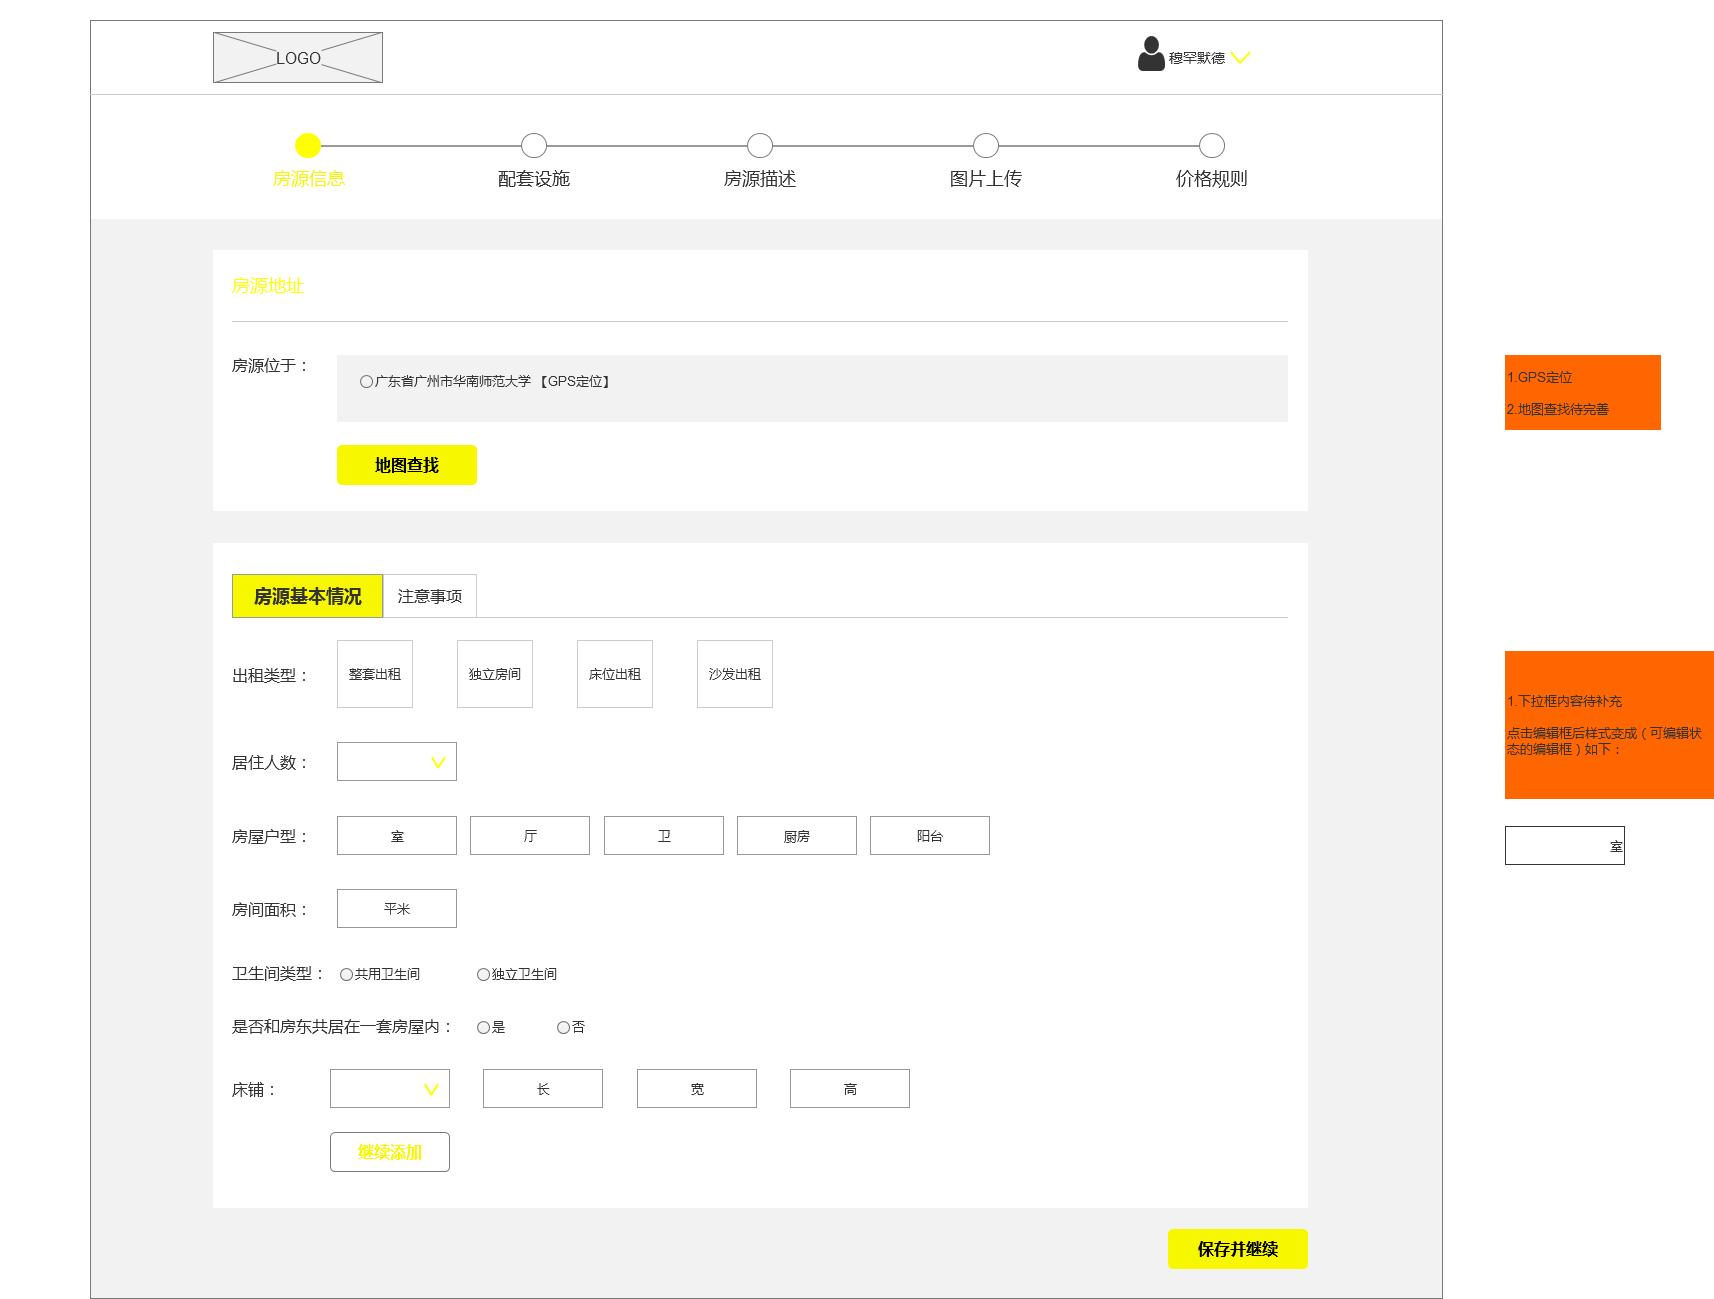 LOGO
穆罕默德
房源信息
配套设施
房源描述
图片上传
价格规则
房源地址
房源位于：
广东省广州市华南师范大学 【GPS定位】
地图查找
1.GPS定位
2.地图查找待完善
房源基本情况
注意事项
出租类型：
整套出租
独立房间
床位出租
沙发出租
居住人数：
房屋户型：
室
厅
卫
厨房
阳台
房间面积：
平米
卫生间类型：
共用卫生间
独立卫生间
是否和房东共居在一套房屋内：
是
否
床铺：
长
宽
高
继续添加
保存并继续
1.下拉框内容待补充
点击编辑框后样式变成（可编辑状
态的编辑框）如下：
室